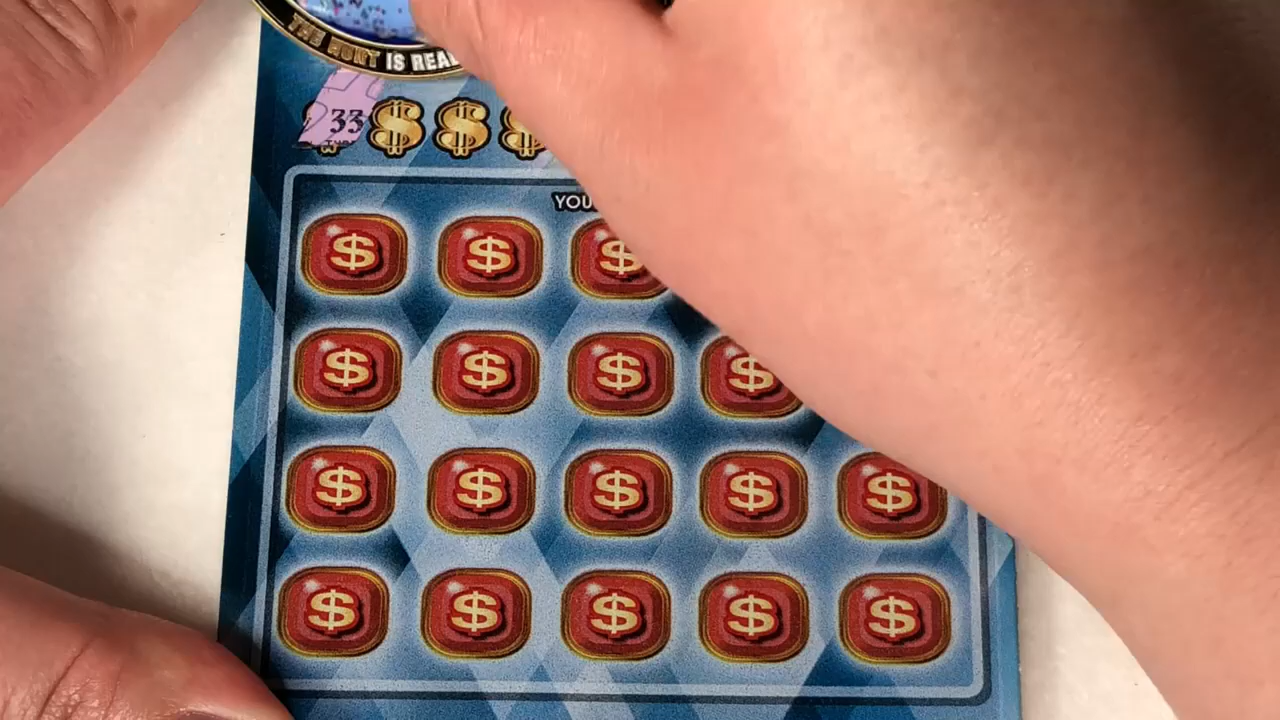 THE HUNT IS REAL
33
$ $ $
YOU
$ $ $
$ $ $ $
$ $ $ $ $
$ $ $ $ $